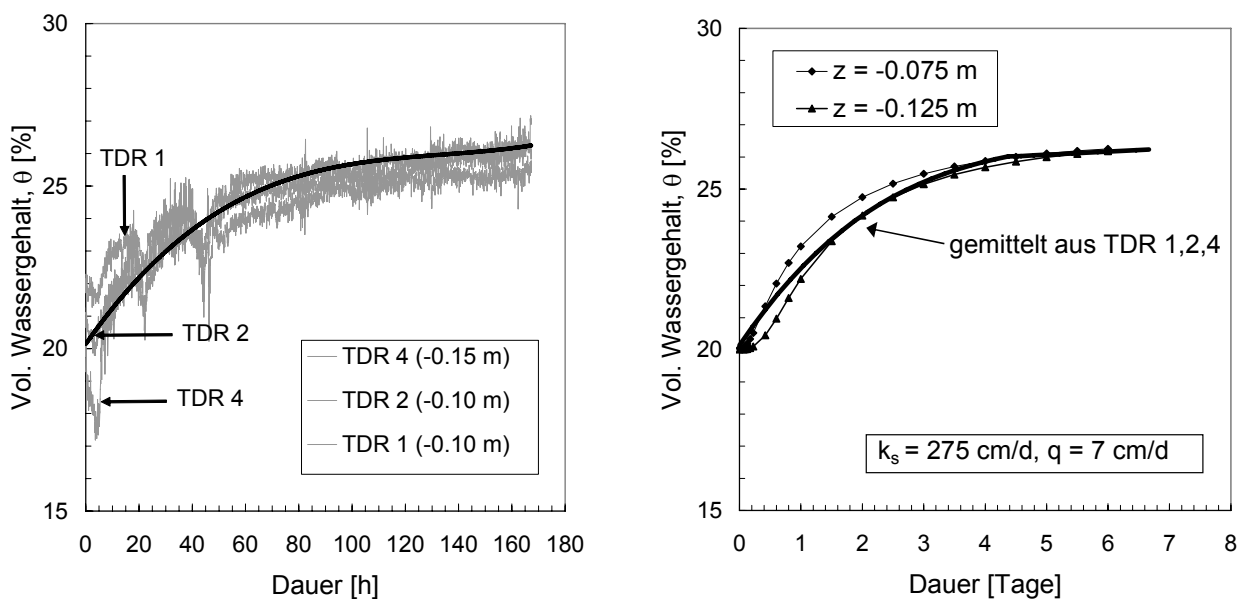 30
25
20
15
Vol. Wassergehalt, θ [%]
TDR 1
TDR 2
TDR 4
TDR 4 (-0.15 m)
TDR 2 (-0.10 m)
TDR 1 (-0.10 m)
0 20 40 60 80 100 120 140 160 180
Dauer [h]
30
25
20
15
Vol. Wassergehalt, θ [%]
z = -0.075 m
z = -0.125 m
gemittelt aus TDR 1,2,4
ks = 275 cm/d, q = 7 cm/d
0 1 2 3 4 5 6 7 8
Dauer [Tage]